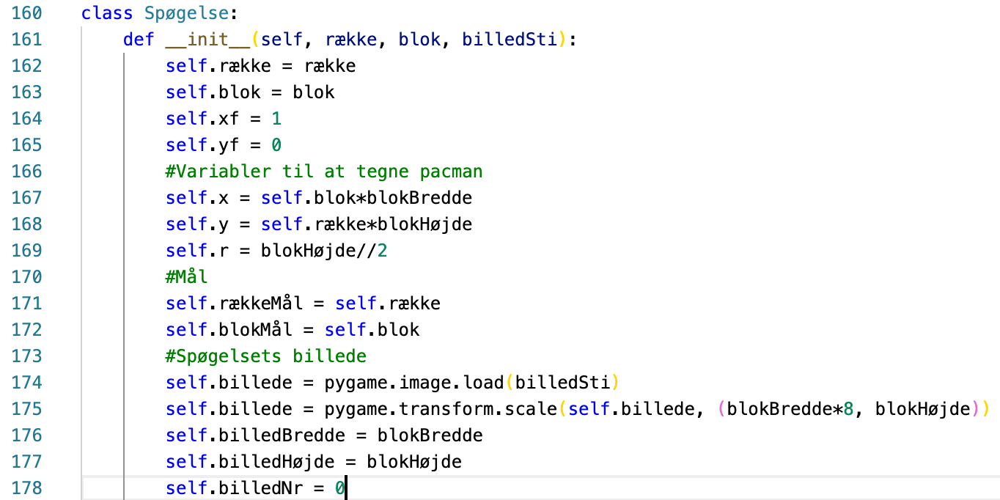 160 class Spøgelse:
161     def __init__(self, række, blok, billedSti):
162         self.række = række
163         self.blok = blok
164         self.xf = 1
165         self.yf = 0
166         #Variabler til at tegne pacman
167         self.x = self.blok*blokBredde
168         self.y = self.række*blokHøjde
169         self.r = blokHøjde//2
170         #Mål
171         self.rækkeMål = self.række
172         self.blokMål = self.blok
173         #Spøgelsets billede
174         self.billede = pygame.image.load(billedSti)
175         self.billede = pygame.transform.scale(self.billede, (blokBredde*8, blokHøjde))
176         self.billedBredde = blokBredde
177         self.billedHøjde = blokHøjde
178         self.billedNr = 0